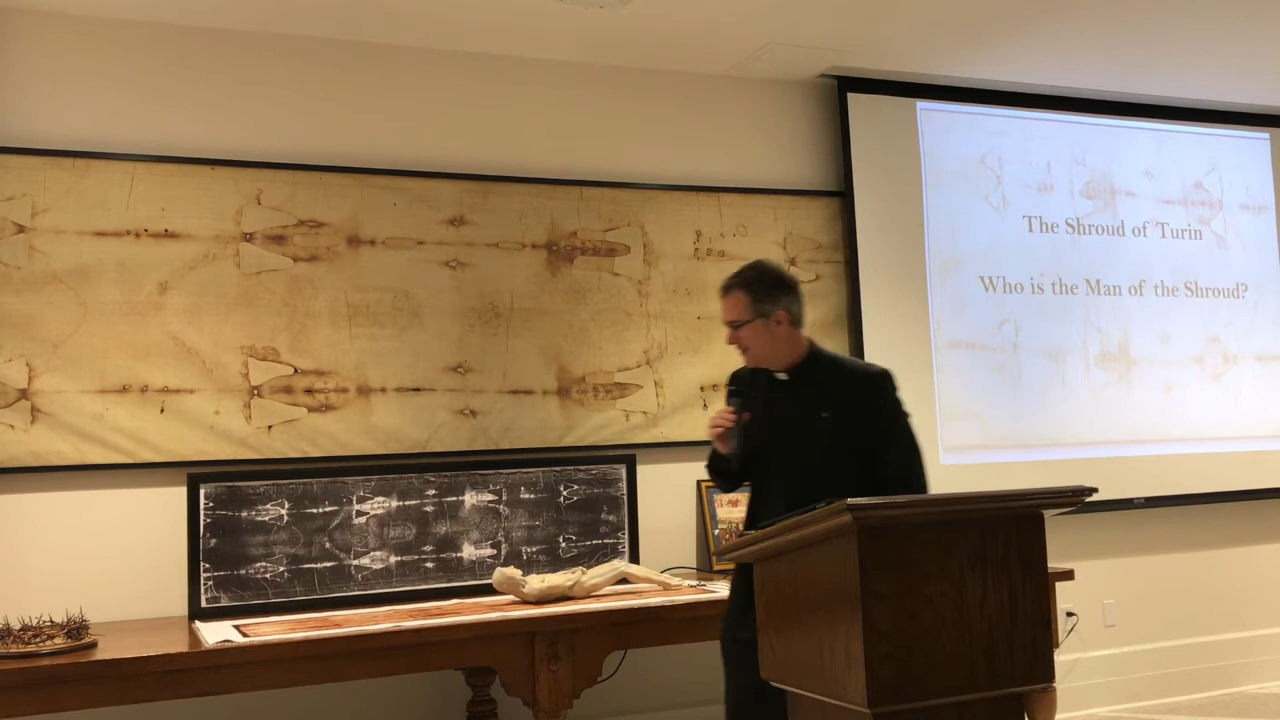 The Shroud of Turin
Who is the Man of the Shroud?